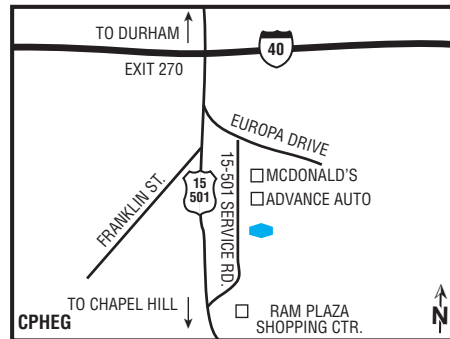 TO DURHAM
40
EXIT 270
EUROPA DRIVE
FRANKLIN ST.
15
501
15-501 SERVICE RD.
MCDONALD'S
ADVANCE AUTO
TO CHAPEL HILL
RAM PLAZA
SHOPPING CTR.
CPHEG
N